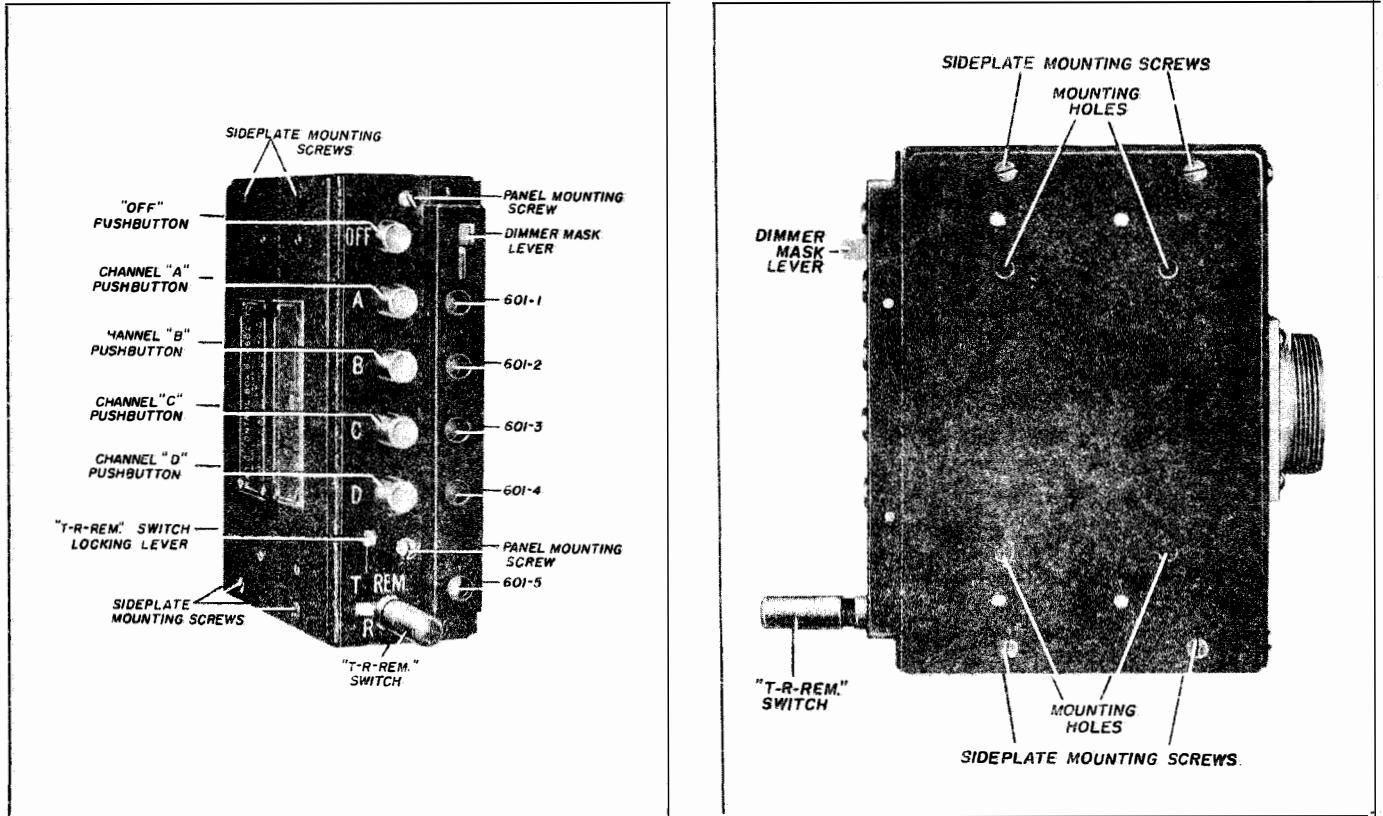 SIDEPLATE MOUNTING
SCREWS
"OFF"
PUSHBUTTON
PANEL MOUNTING
SCREW
OFF
DIMMER MASK
LEVER
CHANNEL "A"
PUSHBUTTON
A
601-1
HANNEL "B"
PUSHBUTTON
B
601-2
CHANNEL "C"
PUSHBUTTON
C
601-3
CHANNEL "D"
PUSHBUTTON
D
601-4
"T-R-REM." SWITCH
LOCKING LEVER
PANEL MOUNTING
SCREW
T REM
601-5
SIDEPLATE
MOUNTING SCREWS
R
"T-R-REM."
SWITCH
SIDEPLATE MOUNTING SCREWS
MOUNTING
HOLES
DIMMER
MASK
LEVER
"T-R-REM."
SWITCH
MOUNTING
HOLES
SIDEPLATE MOUNTING SCREWS.